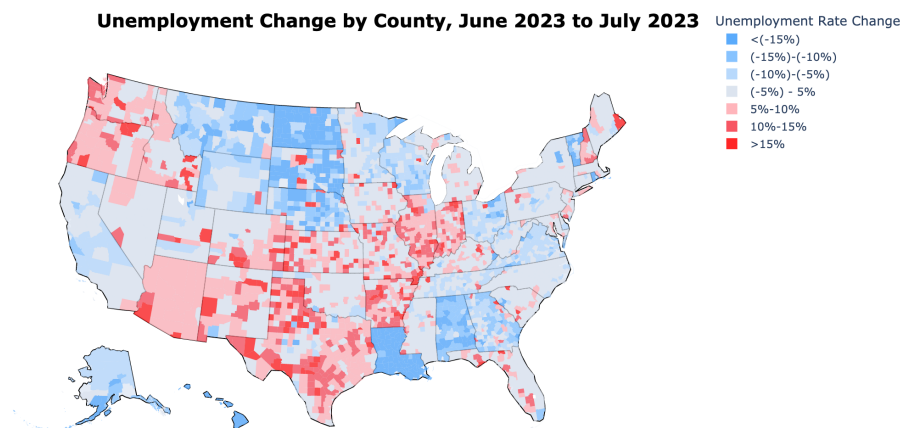 Unemployment Change by County, June 2023 to July 2023
Unemployment Rate Change
<(-15%)
(-15%)-(-10%)
(-10%)-(-5%)
(-5%) - 5%
5%-10%
10%-15%
>15%